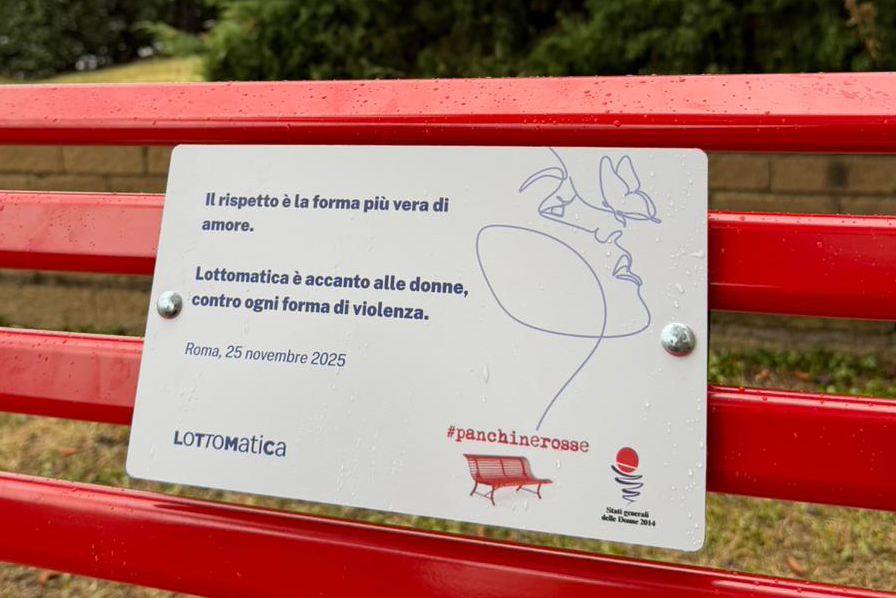 Il rispetto è la forma più vera di
amore.
Lottomatica è accanto alle donne,
contro ogni forma di violenza.
Roma, 25 novembre 2025
LOTTOMatica
#panchinerosse
Stati generali
delle Donne 2014